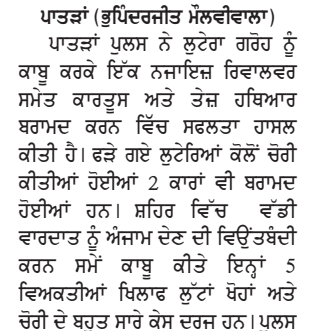 ਪਾਤੜਾਂ (ਭੁਪਿੰਦਰਜੀਤ ਮੌਲਵੀਵਾਲਾ)
ਪਾਤੜਾਂ ਪੁਲਸ ਨੇ ਲੁਟੇਰਾ ਗਰੋਹ ਨੂੰ
ਕਾਬੂ ਕਰਕੇ ਇੱਕ ਨਜਾਇਜ਼ ਰਿਵਾਲਵਰ
ਸਮੇਤ ਕਾਰਤੂਸ ਅਤੇ ਤੇਜ਼ ਹਥਿਆਰ
ਬਰਾਮਦ ਕਰਨ ਵਿੱਚ ਸਫਲਤਾ ਹਾਸਲ
ਕੀਤੀ ਹੈ। ਫੜੇ ਗਏ ਲੁਟੇਰਿਆਂ ਕੋਲੋਂ ਚੋਰੀ
ਕੀਤੀਆਂ ਹੋਈਆਂ 2 ਕਾਰਾਂ ਵੀ ਬਰਾਮਦ
ਹੋਈਆਂ ਹਨ। ਸ਼ਹਿਰ ਵਿੱਚ ਵੱਡੀ
ਵਾਰਦਾਤ ਨੂੰ ਅੰਜਾਮ ਦੇਣ ਦੀ ਵਿਉਂਤਬੰਦੀ
ਕਰਨ ਸਮੇਂ ਕਾਬੂ ਕੀਤੇ ਇਨ੍ਹਾਂ 5
ਵਿਅਕਤੀਆਂ ਖਿਲਾਫ ਲੁੱਟਾਂ ਖੋਹਾਂ ਅਤੇ
ਚੋਰੀ ਦੇ ਬਹੁਤ ਸਾਰੇ ਕੇਸ ਦਰਜ ਹਨ। ਪੁਲਸ